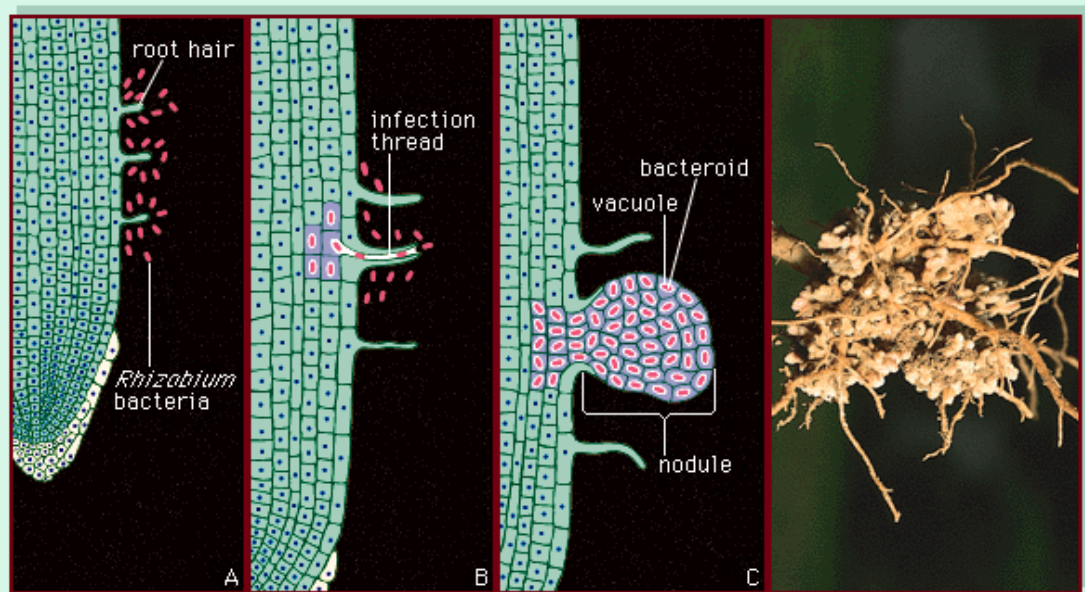 root hair
Rhizobium
bacteria
A
infection
thread
B
bacteroid
vacuole
nodule
C